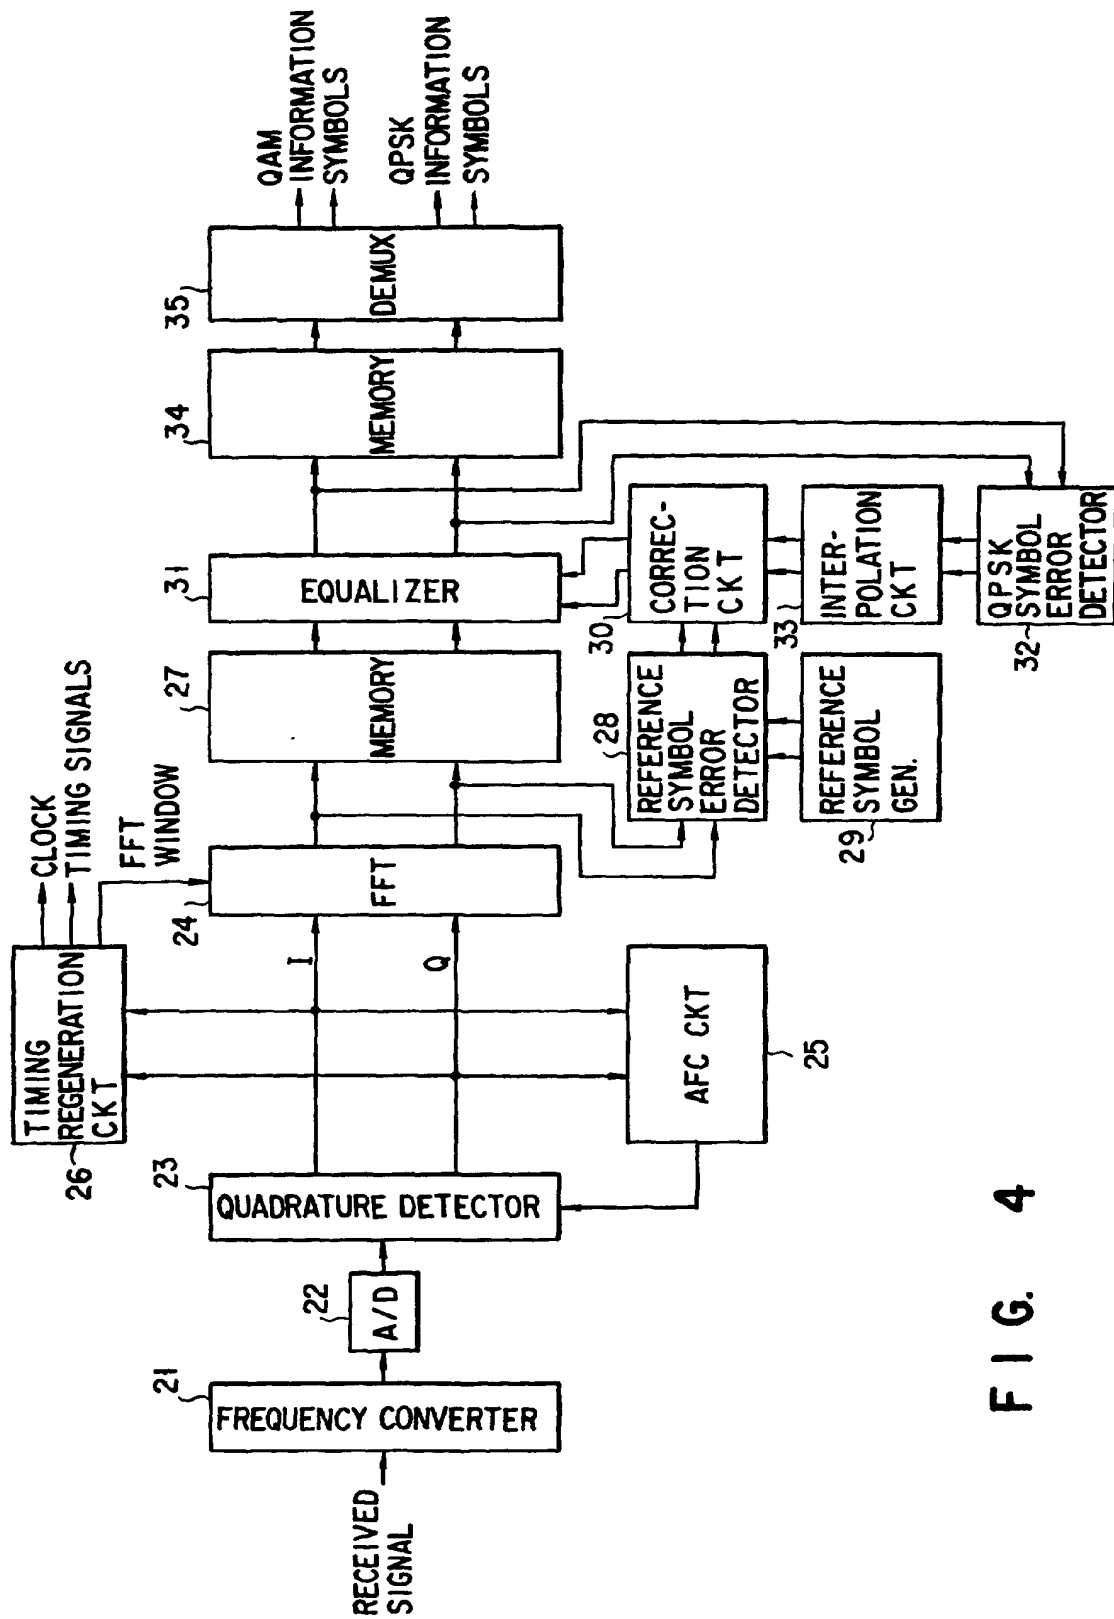 TIMING
REGENERATION
CKT
26
CLOCK
TIMING SIGNALS
FFT
WINDOW
RECEIVED
SIGNAL
21
FREQUENCY CONVERTER
22
A/D
23
QUADRATURE DETECTOR
I
Q
24
FFT
27
MEMORY
31
EQUALIZER
34
MEMORY
35
DEMUX
QAM
INFORMATION
SYMBOLS
QPSK
INFORMATION
SYMBOLS
AFC CKT
25
28
REFERENCE
SYMBOL
ERROR
DETECTOR
30
CORREC-
TION
CKT
29
REFERENCE
SYMBOL
GEN.
33
INTER-
POLATION
CKT
32
QPSK
SYMBOL
ERROR
DETECTOR
FIG. 4